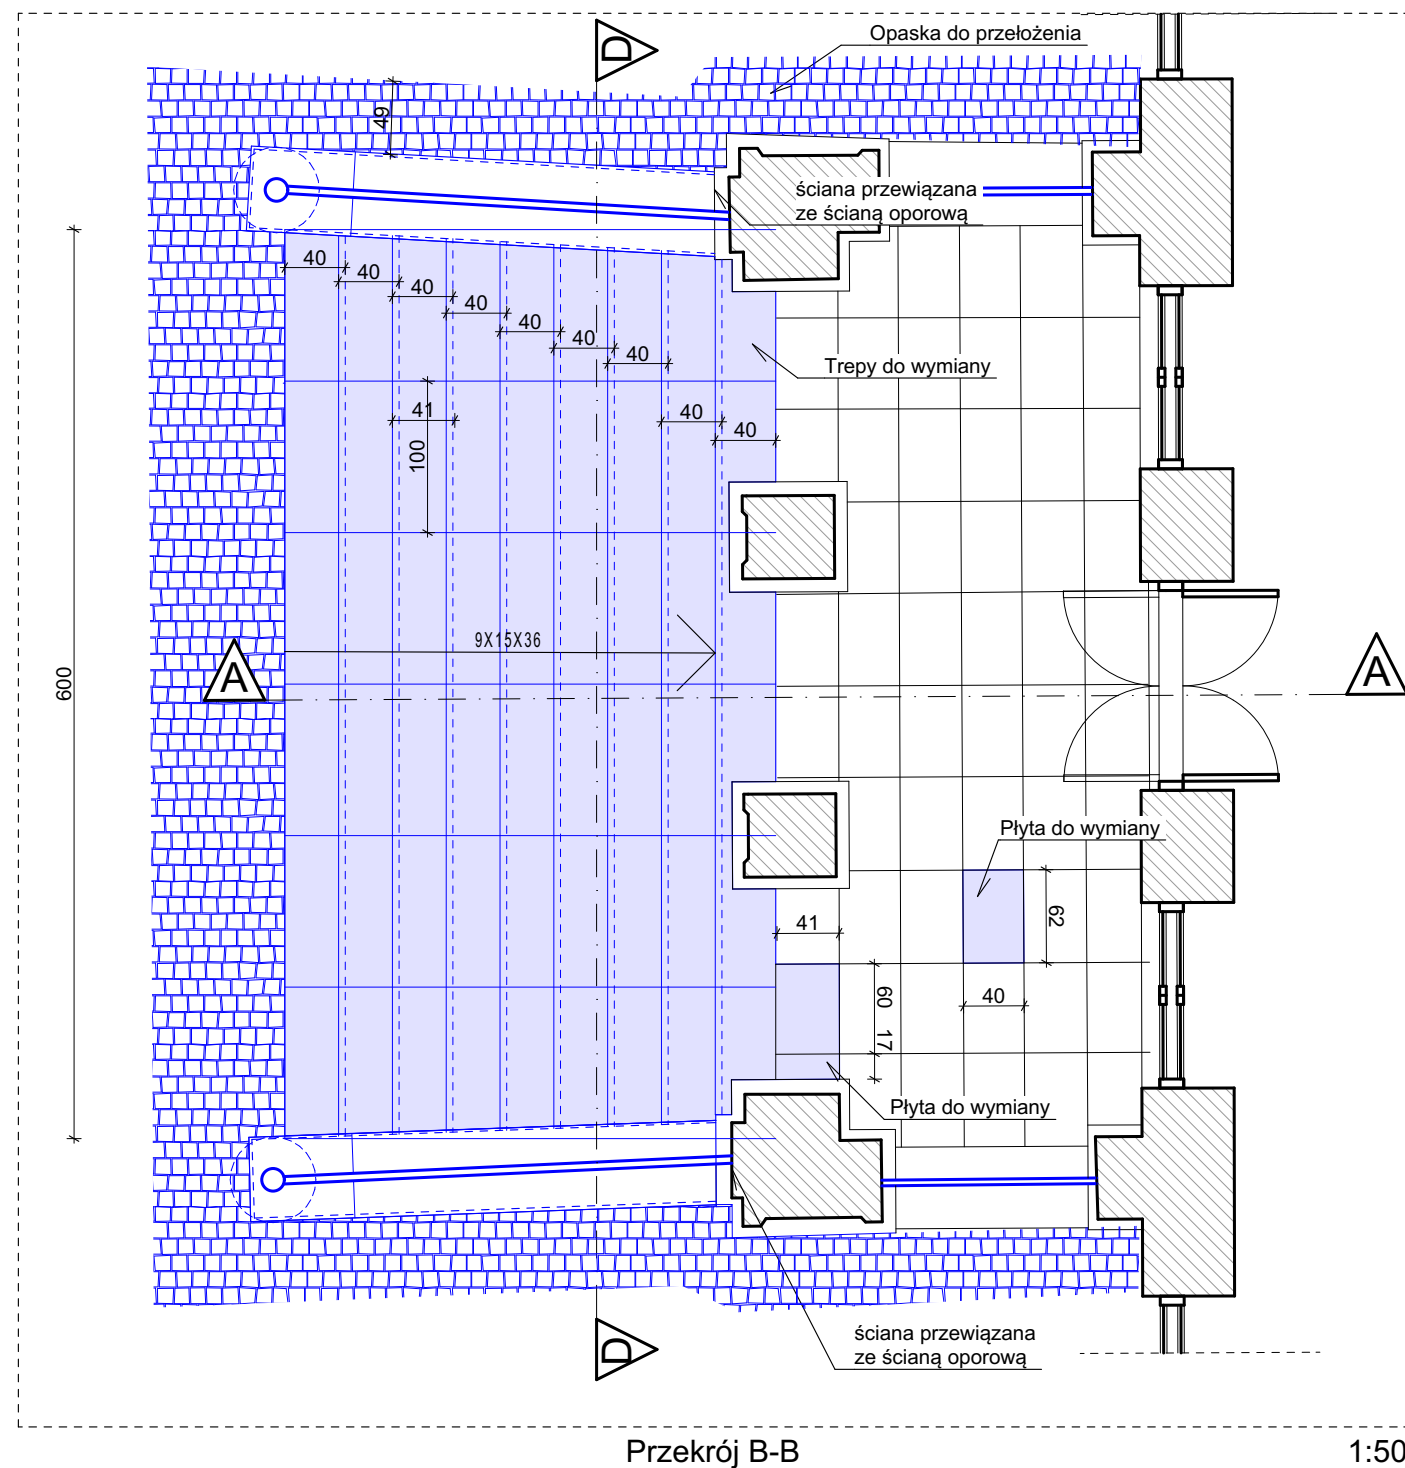 D
Opaska do przełożenia
49
ściana przewiązana
ze ścianą oporową
40
40
40
40
40
40
40
Trepy do wymiany
41
40
40
100
9X15X36
600
A
A
Płyta do wymiany
62
41
40
60
17
Płyta do wymiany
D
ściana przewiązana
ze ścianą oporową
Przekrój B-B
1:50